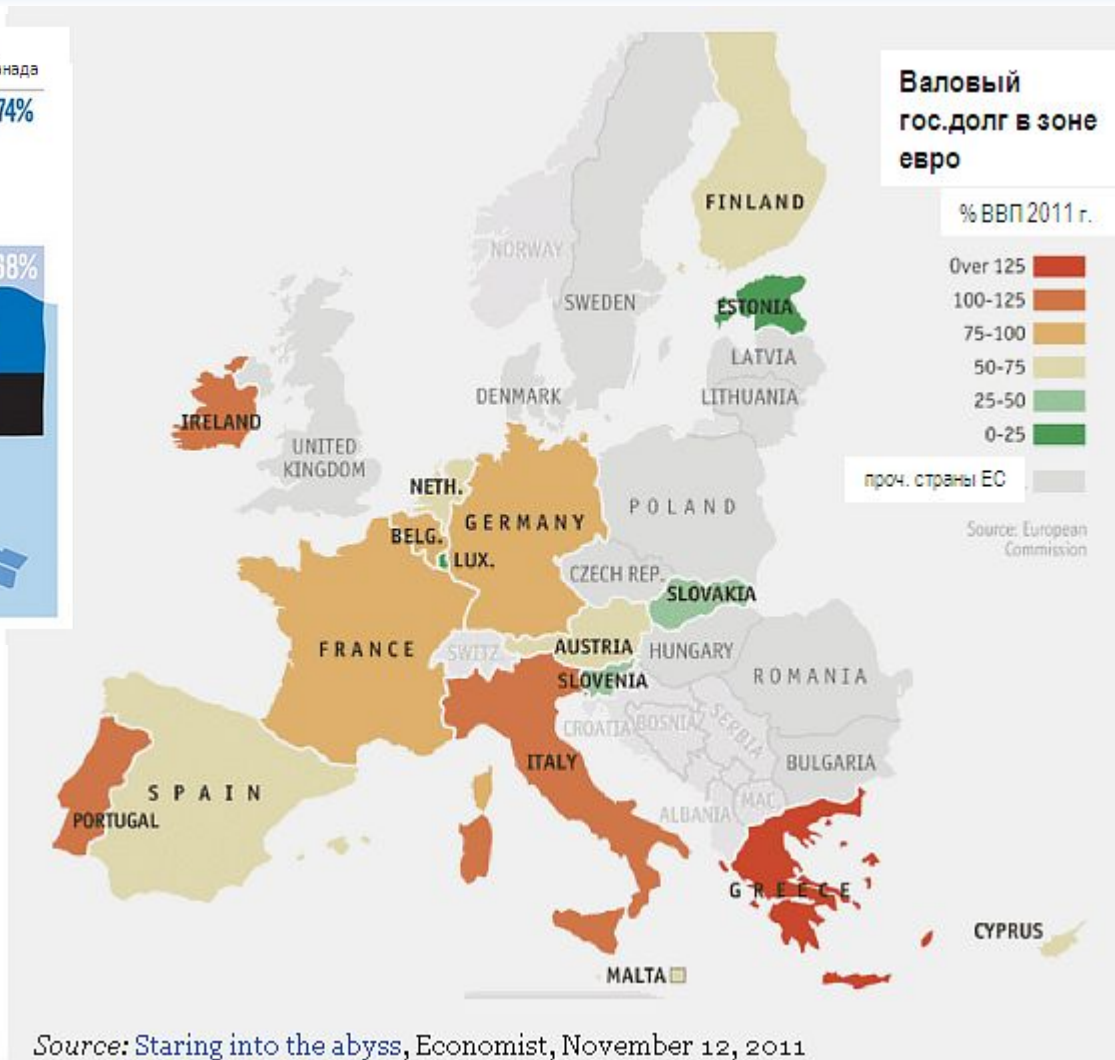 74%
68%
Валовый
гос.долг в зоне
евро
% ВВП 2011 г.
Over 125
100-125
75-100
50-75
25-50
0-25
проч. страны ЕС
Source: European
Commission
FINLAND
NORWAY
SWEDEN
ESTONIA
LATVIA
LITHUANIA
DENMARK
IRELAND
UNITED
KINGDOM
NETH.
GERMANY
POLAND
BELG.
LUX.
CZECH REP.
SLOVAKIA
FRANCE
SWITZ.
AUSTRIA
HUNGARY
SLOVENIA
ROMANIA
CROATIA
BOSNIA
SERBIA
ITALY
BULGARIA
SPAIN
PORTUGAL
ALBANIA
MAC.
GREECE
CYPRUS
MALTA
Source: Staring into the abyss, Economist, November 12, 2011